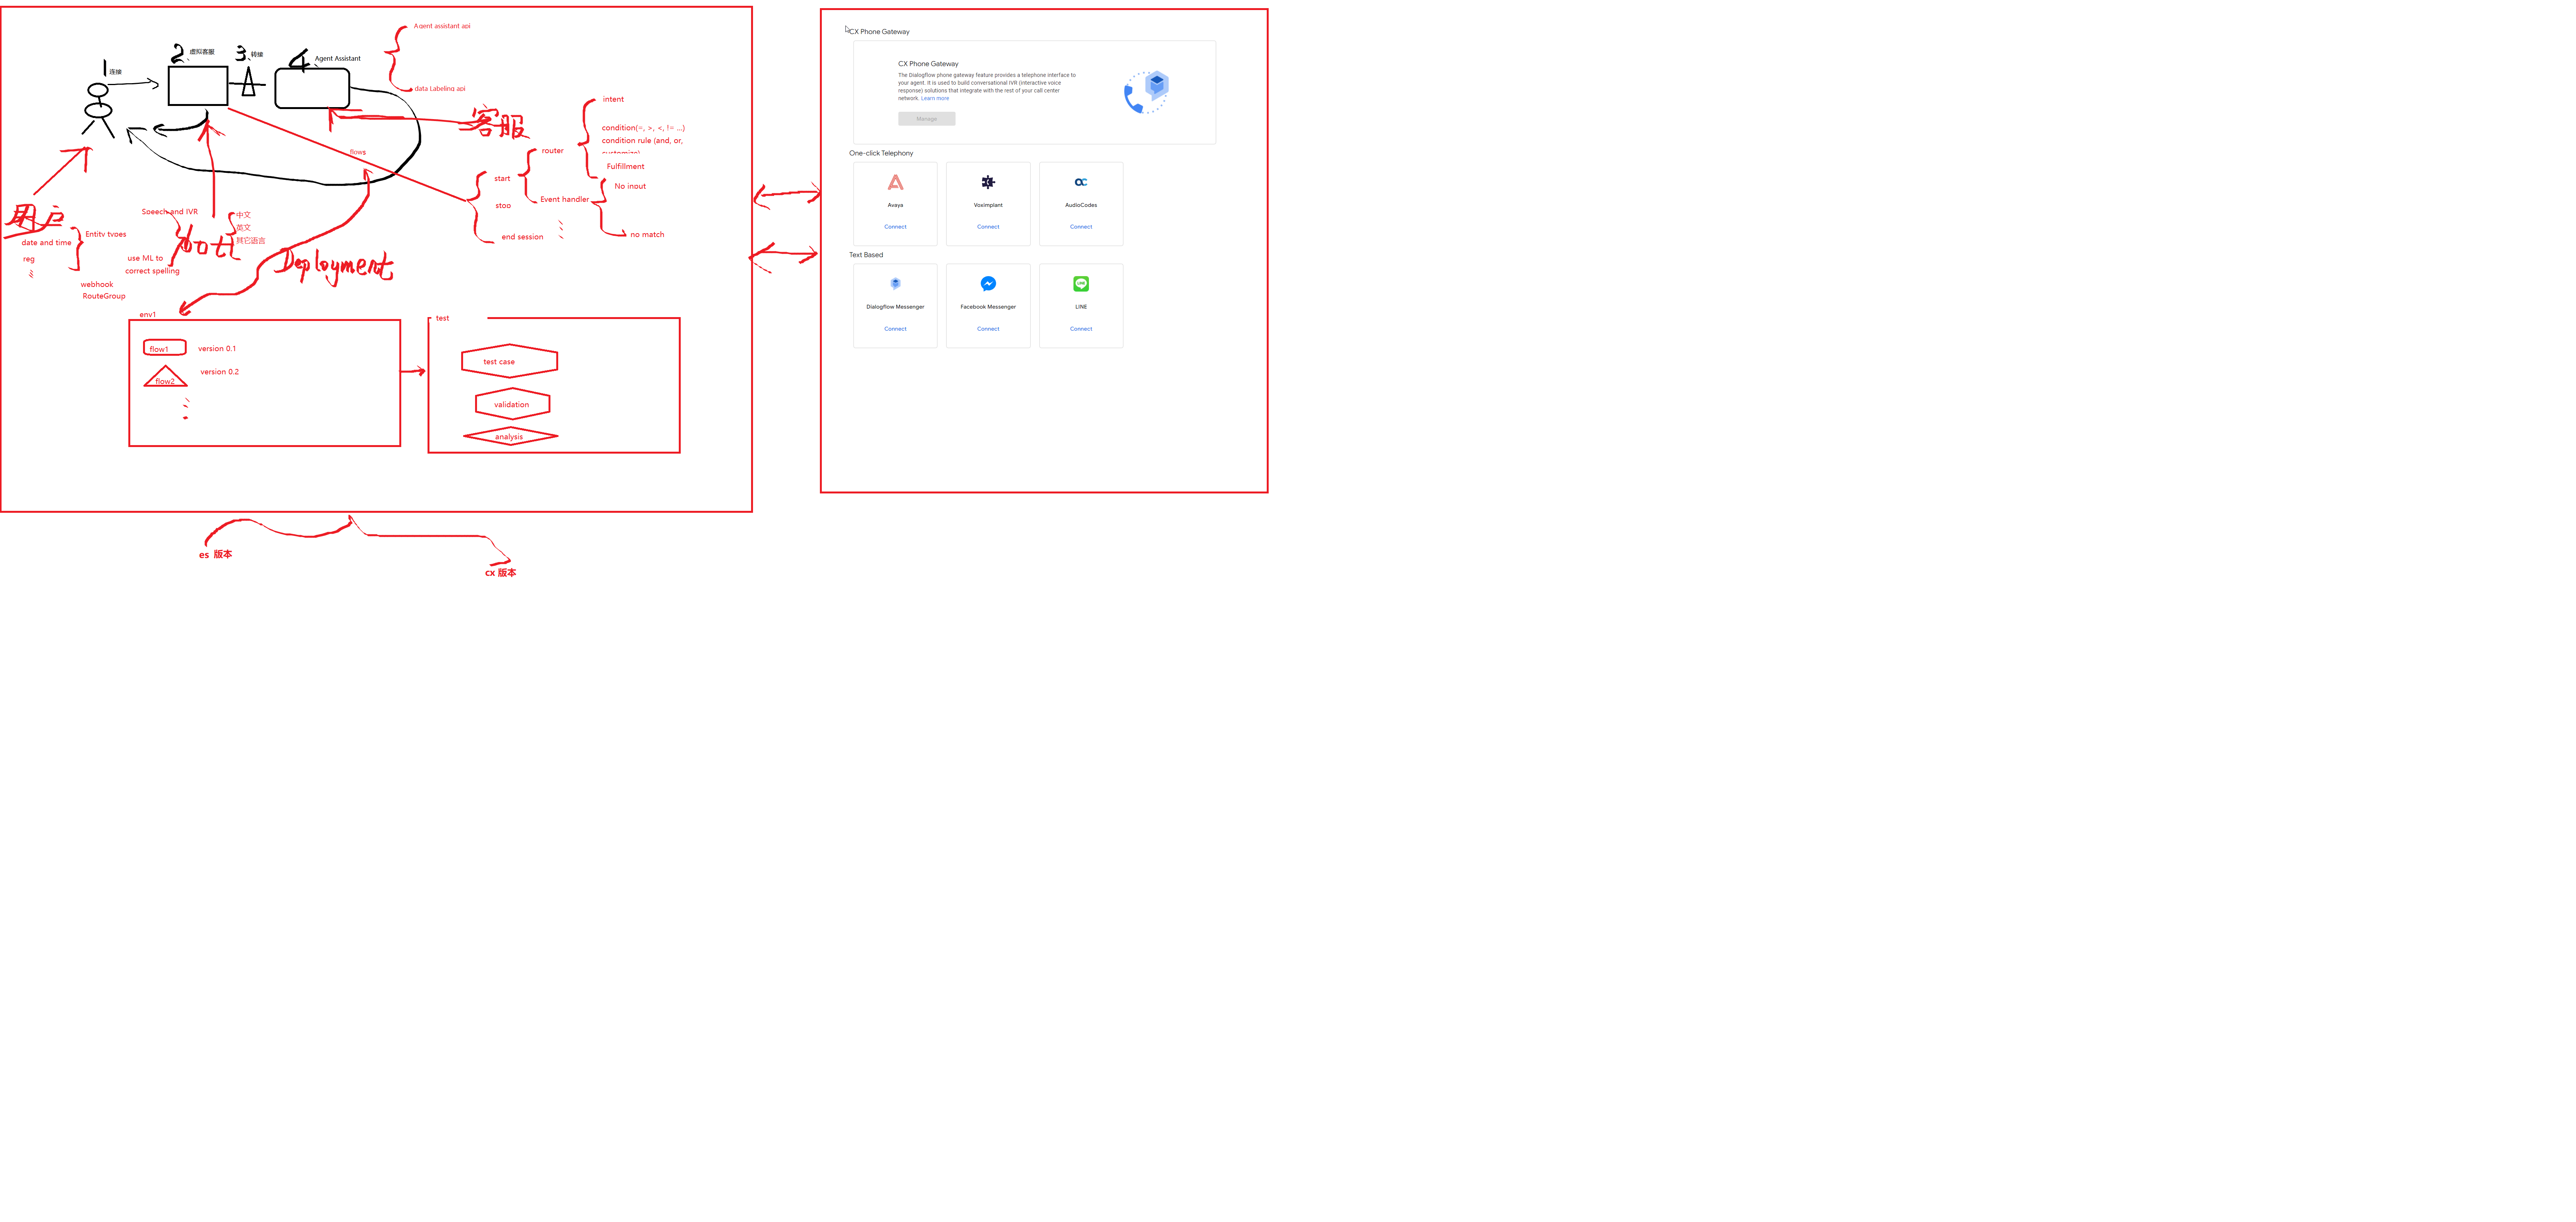 Agent assistant api
data Labeling api
1 连接
2、虚拟客服
3、转接
4、Agent Assistant
客服
flows
intent
condition(=, >, <, != ...)
condition rule (and, or,
customize)
Fulfillment
router
start
stop
end session
Event handler
No input
no match
用户
Speech and IVR
中文
英文
其它语言
bot
Entity types
date and time
reg
use ML to
correct spelling
webhook
RouteGroup
Deployment
env1
flow1
version 0.1
flow2
version 0.2
test
test case
validation
analysis
es 版本
cx 版本
CX Phone Gateway
CX Phone Gateway
The Dialogflow phone gateway feature provides a telephone interface to
your agent. It is used to build conversational IVR (interactive voice
response) solutions that integrate with the rest of your call center
network. Learn more
Manage
One-click Telephony
Avaya
Voximplant
AudioCodes
Connect
Connect
Connect
Text Based
Dialogflow Messenger
Facebook Messenger
LINE
Connect
Connect
Connect